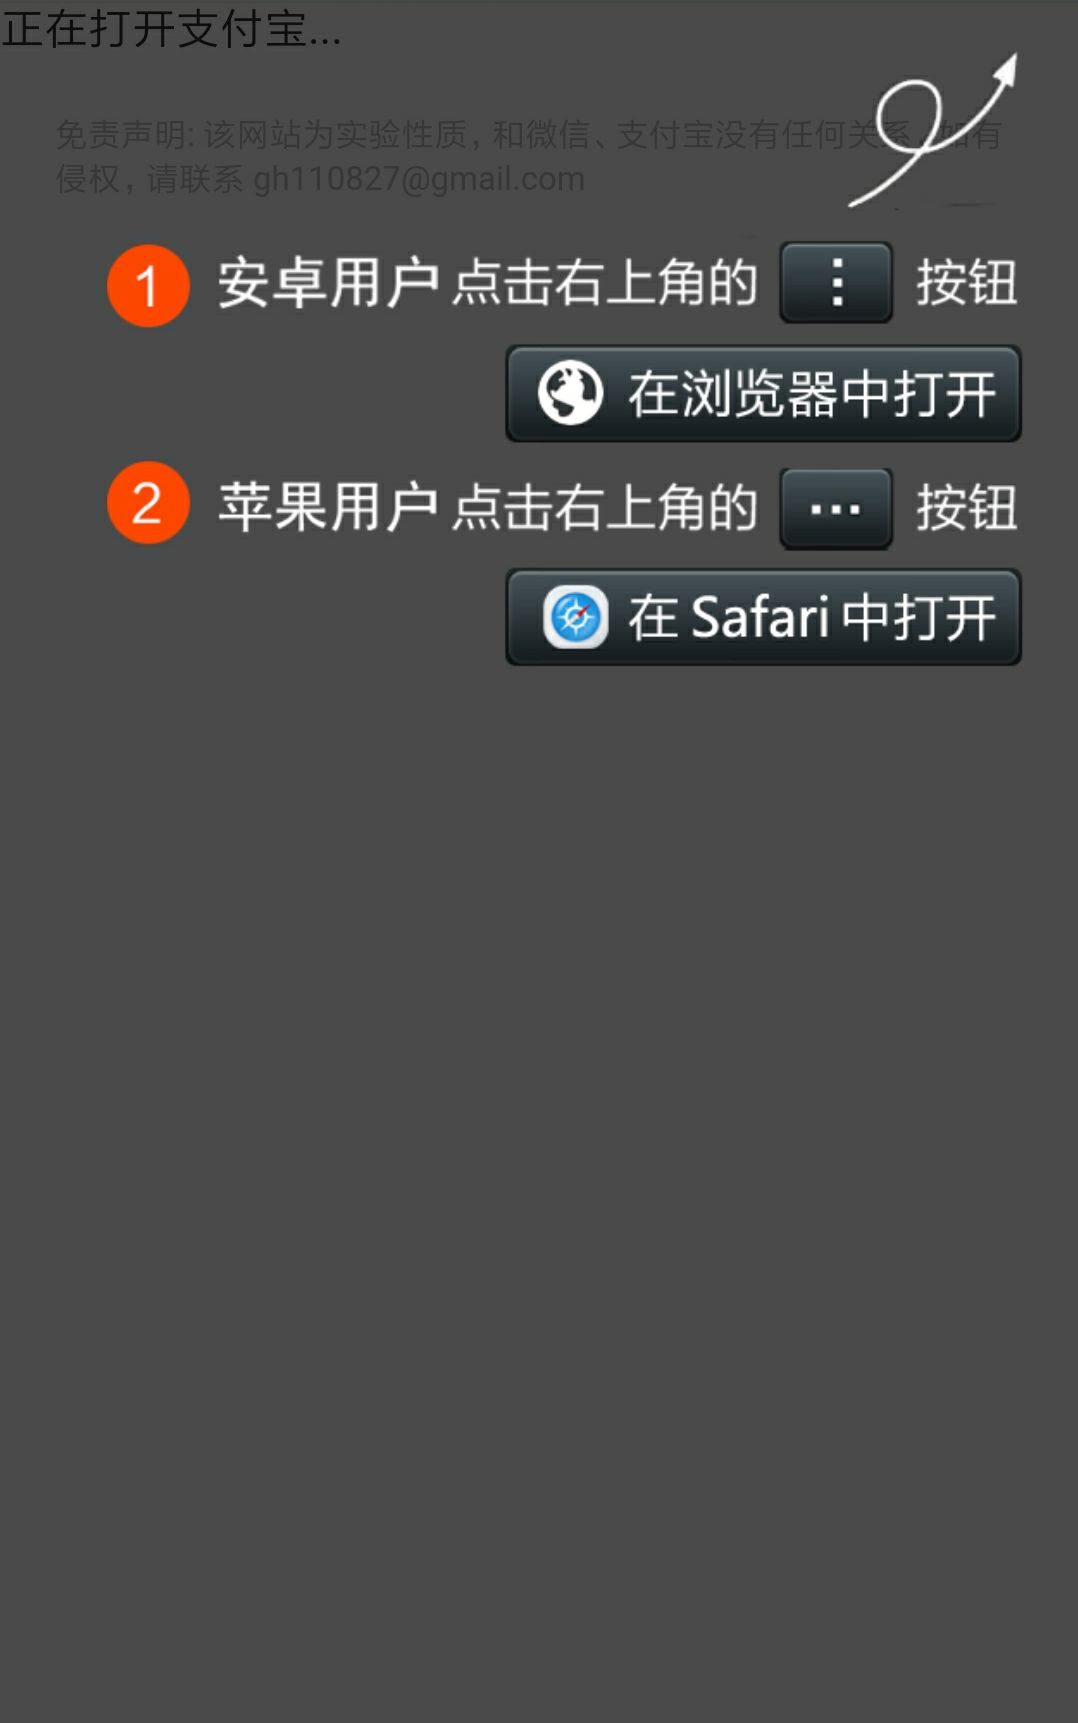 正在打开支付宝...
免责声明: 该网站为实验性质, 和微信、支付宝没有任何关系, 如有
侵权, 请联系 gh110827@gmail.com
1 安卓用户 点击右上角的 ⋮ 按钮
在浏览器中打开
2 苹果用户 点击右上角的 ... 按钮
在 Safari 中打开